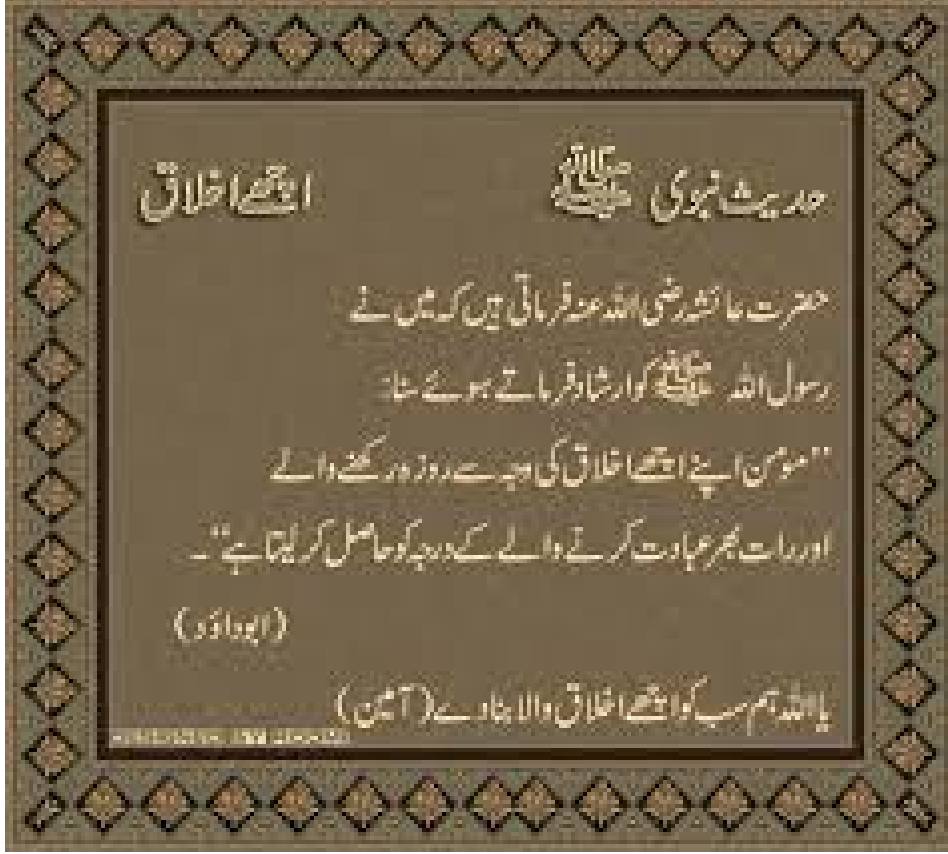 حدیث نبوی ﷺ اچھے اخلاق
حضرت عائشہ رضی اللہ عنہ فرماتی ہیں کہ میں نے
رسول اللہ ﷺ کو ارشاد فرماتے ہوئے سنا:
”مومن اپنے اچھے اخلاق کی وجہ سے روزہ رکھنے والے
اور رات بھر عبادت کرنے والے کے درجہ کو حاصل کر لیتا ہے“۔
(ابوداؤد)
یا اللہ ہم سب کو اچھے اخلاق والا بنا دے (آمین)